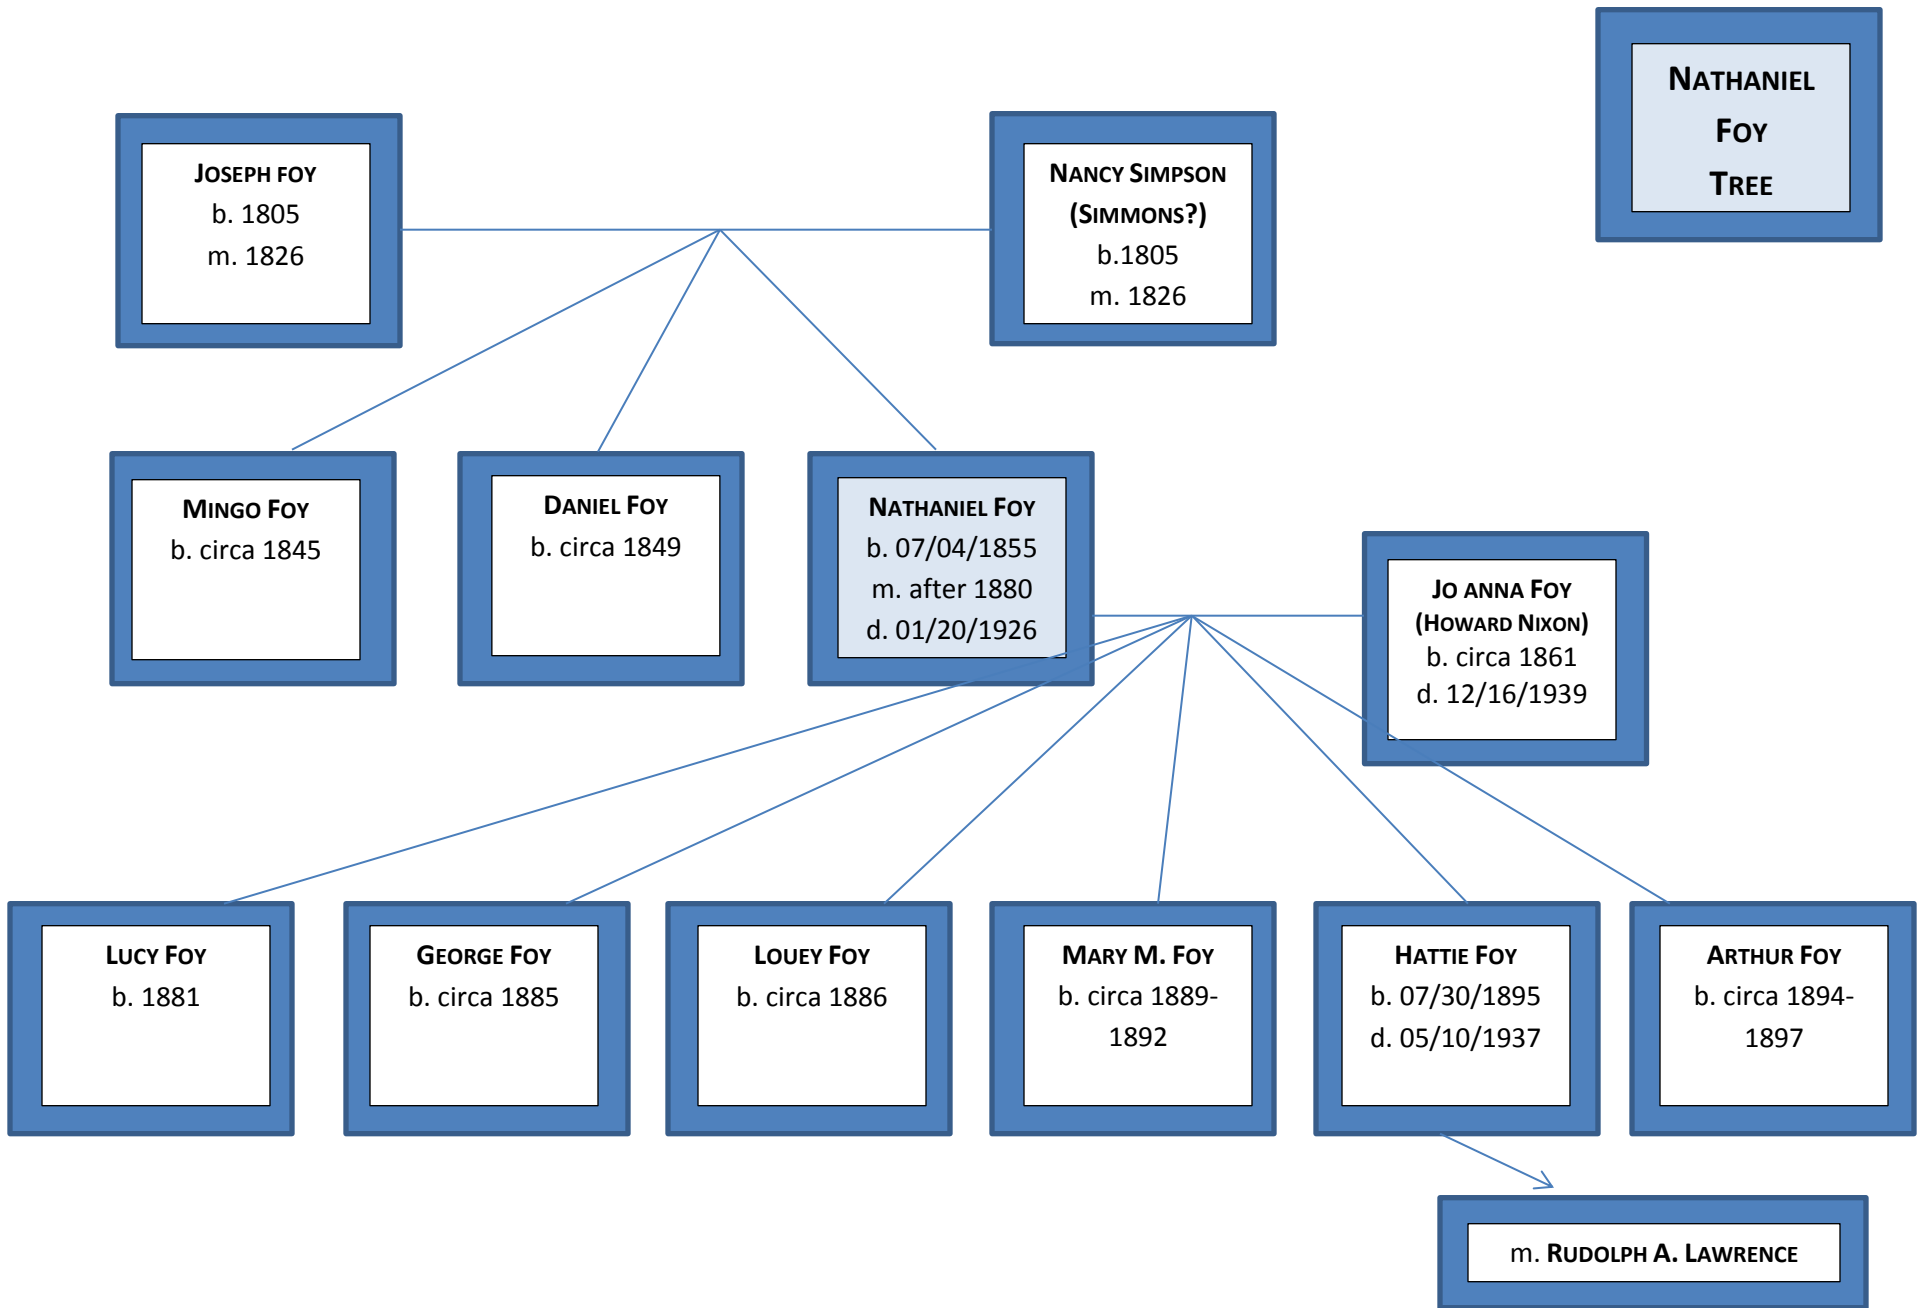 NATHANIEL
FOY
TREE
JOSEPH FOY
b. 1805
m. 1826
NANCY SIMPSON
(SIMMONS?)
b.1805
m. 1826
MINGO FOY
b. circa 1845
DANIEL FOY
b. circa 1849
NATHANIEL FOY
b. 07/04/1855
m. after 1880
d. 01/20/1926
JO ANNA FOY
(HOWARD NIXON)
b. circa 1861
d. 12/16/1939
LUCY FOY
b. 1881
GEORGE FOY
b. circa 1885
LOUEY FOY
b. circa 1886
MARY M. FOY
b. circa 1889-
1892
HATTIE FOY
b. 07/30/1895
d. 05/10/1937
ARTHUR FOY
b. circa 1894-
1897
m. RUDOLPH A. LAWRENCE